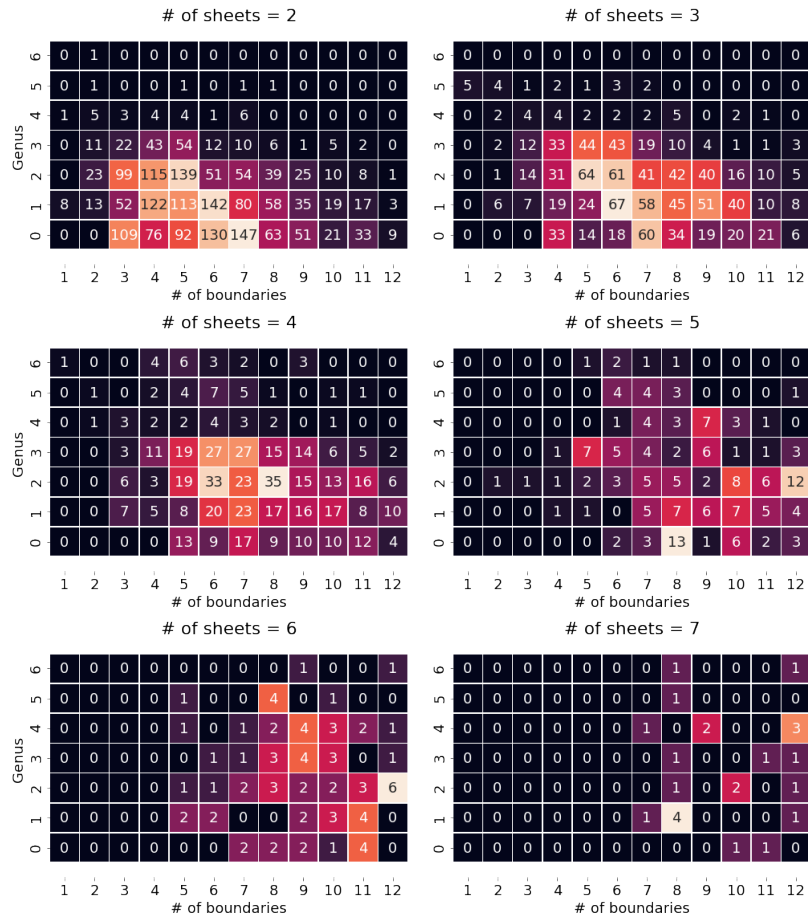 # of sheets = 2
6 0 1 0 0 0 0 0 0 0 0 0 0
5 0 1 0 0 1 0 1 1 0 0 0 0
4 1 5 3 4 4 1 6 0 0 0 0 0
3 0 11 22 43 54 12 10 6 1 5 2 0
2 0 23 99 115 139 51 54 39 25 10 8 1
1 8 13 52 122 113 142 80 58 35 19 17 3
0 0 0 109 76 92 130 147 63 51 21 33 9
Genus
1 2 3 4 5 6 7 8 9 10 11 12
# of boundaries
# of sheets = 3
6 0 0 0 0 0 0 0 0 0 0 0 0
5 5 4 1 2 1 3 2 0 0 0 0 0
4 0 2 4 4 2 2 2 5 0 2 1 0
3 0 2 12 33 44 43 19 10 4 1 1 3
2 0 1 14 31 64 61 41 42 40 16 10 5
1 0 6 7 19 24 67 58 45 51 40 10 8
0 0 0 0 33 14 18 60 34 19 20 21 6
1 2 3 4 5 6 7 8 9 10 11 12
# of boundaries
# of sheets = 4
6 1 0 0 4 6 3 2 0 3 0 0 0
5 0 1 0 2 4 7 5 1 0 1 1 0
4 0 1 3 2 2 4 3 2 0 1 0 0
3 0 0 3 11 19 27 27 15 14 6 5 2
2 0 0 6 3 19 33 23 35 15 13 16 6
1 0 0 7 5 8 20 23 17 16 17 8 10
0 0 0 0 0 13 9 17 9 10 10 12 4
Genus
1 2 3 4 5 6 7 8 9 10 11 12
# of boundaries
# of sheets = 5
6 0 0 0 0 1 2 1 1 0 0 0 0
5 0 0 0 0 0 4 4 3 0 0 0 1
4 0 0 0 0 0 1 4 3 7 3 1 0
3 0 0 0 1 7 5 4 2 6 1 1 3
2 0 1 1 1 2 3 5 5 2 8 6 12
1 0 0 0 1 1 0 5 7 6 7 5 4
0 0 0 0 0 0 2 3 13 1 6 2 3
1 2 3 4 5 6 7 8 9 10 11 12
# of boundaries
# of sheets = 6
6 0 0 0 0 0 0 0 0 1 0 0 1
5 0 0 0 0 1 0 0 4 0 1 0 0
4 0 0 0 0 1 0 1 2 4 3 2 1
3 0 0 0 0 0 1 1 3 4 3 0 1
2 0 0 0 0 1 1 2 3 2 2 3 6
1 0 0 0 0 2 2 0 0 2 3 4 0
0 0 0 0 0 0 0 2 2 2 1 4 0
Genus
1 2 3 4 5 6 7 8 9 10 11 12
# of boundaries
# of sheets = 7
6 0 0 0 0 0 0 0 1 0 0 0 1
5 0 0 0 0 0 0 0 1 0 0 0 0
4 0 0 0 0 0 0 1 0 2 0 0 3
3 0 0 0 0 0 0 0 1 0 0 1 1
2 0 0 0 0 0 0 0 1 0 2 0 1
1 0 0 0 0 0 0 1 4 0 0 0 1
0 0 0 0 0 0 0 0 0 0 1 1 0
1 2 3 4 5 6 7 8 9 10 11 12
# of boundaries